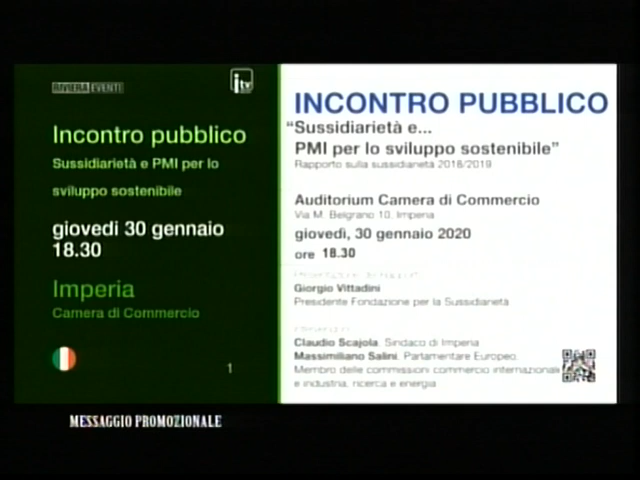 RIVIERA EVENTI
itv
Incontro pubblico
Sussidiarietà e PMI per lo
sviluppo sostenibile
giovedì 30 gennaio
18.30
Imperia
Camera di Commercio
1
INCONTRO PUBBLICO
“Sussidiarietà e...
PMI per lo sviluppo sostenibile”
Rapporto sulla sussidiarietà 2018/2019
Auditorium Camera di Commercio
Via M. Belgrano 10, Imperia
giovedì, 30 gennaio 2020
ore 18.30
Giorgio Vittadini
Presidente Fondazione per la Sussidiarietà
Claudio Scajola, Sindaco di Imperia
Massimiliano Salini, Parlamentare Europeo,
Membro delle commissioni commercio internazionale
e industria, ricerca e energia
MESSAGGIO PROMOZIONALE